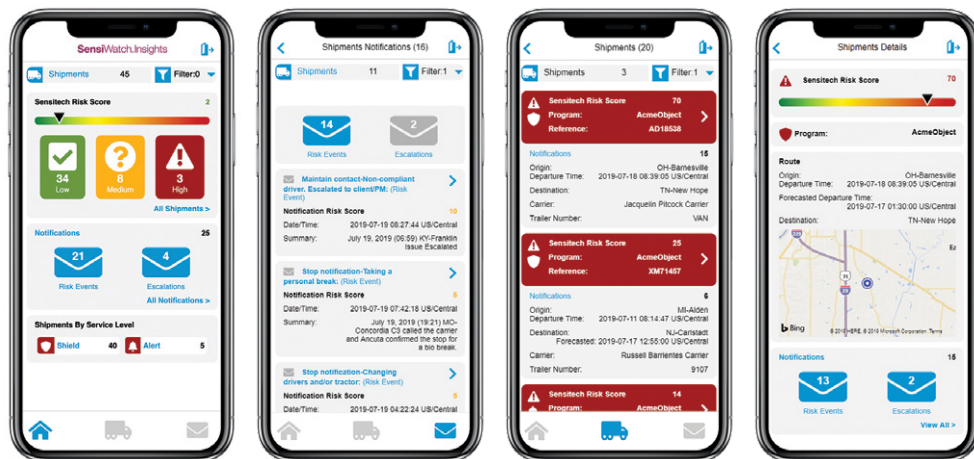 SensiWatch.Insights
Shipments 45 Filter:0
Sensitech Risk Score 2
34 8 3
Low Medium High
All Shipments >
Notifications 25
21 4
Risk Events Escalations
All Notifications >
Shipments By Service Level
Shield 40 Alert 5
Shipments Notifications (16)
Shipments 11 Filter:1
14 2
Risk Events Escalations
Maintain contact-Non-compliant
driver. Escalated to client/PM: (Risk
Event)
Notification Risk Score 10
Date/Time: 2019-07-19 08:27:44 US/Central
Summary: July 19, 2019 (06:59) KY-Franklin
Issue Escalated
Stop notification-Taking a
personal break: (Risk Event)
Notification Risk Score 5
Date/Time: 2019-07-19 07:42:18 US/Central
Summary: July 19, 2019 (19:21) MO-
Concordia C3 called the carrier
and Ancuta confirmed the stop for
a bio break.
Stop notification-Changing
drivers and/or tractor: (Risk Event)
Notification Risk Score 5
Date/Time: 2019-07-19 04:22:24 US/Central
Shipments (20)
Shipments 3 Filter:1
Sensitech Risk Score 70
Program: AcmeObject
Reference: AD18538
Notifications 15
Origin: OH-Barnesville
Departure Time: 2019-07-18 08:39:05 US/Central
Destination: TN-New Hope
Carrier: Jacquelin Pitcock Carrier
Trailer Number: VAN
Sensitech Risk Score 25
Program: AcmeObject
Reference: XM71457
Notifications 6
Origin: MI-Alden
Departure Time: 2019-07-11 08:14:47 US/Central
Destination: NJ-Carlstadt
Forecasted: 2019-07-17 12:55:00 US/Central
Carrier: Russell Barrientes Carrier
Trailer Number: 9107
Sensitech Risk Score 14
Program: AcmeObject
Shipments Details
Sensitech Risk Score 70
Program: AcmeObject
Route
Origin: OH-Barnesville
Departure Time: 2019-07-18 08:39:05 US/Central
Forecasted Departure Time:
2019-07-17 01:30:00 US/Central
Destination: TN-New Hope
Bing © 2019 HERE, © 2019 Microsoft Corporation. Terms
Notifications 15
13 2
Risk Events Escalations
View All >